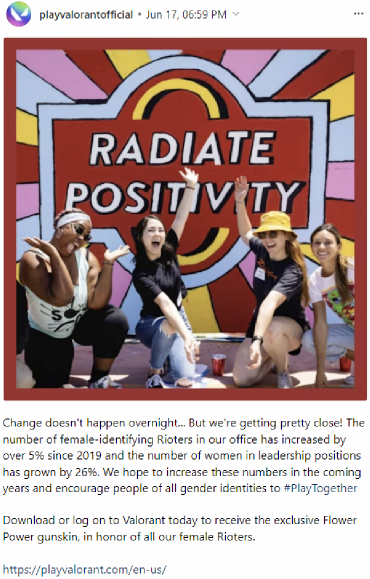 playvalorantofficial • Jun 17, 06:59 PM
RADIATE
POSITIVITY
Change doesn't happen overnight... But we're getting pretty close! The
number of female-identifying Rioters in our office has increased by
over 5% since 2019 and the number of women in leadership positions
has grown by 26%. We hope to increase these numbers in the coming
years and encourage people of all gender identities to #PlayTogether
Download or log on to Valorant today to receive the exclusive Flower
Power gunskin, in honor of all our female Rioters.
https://playvalorant.com/en-us/